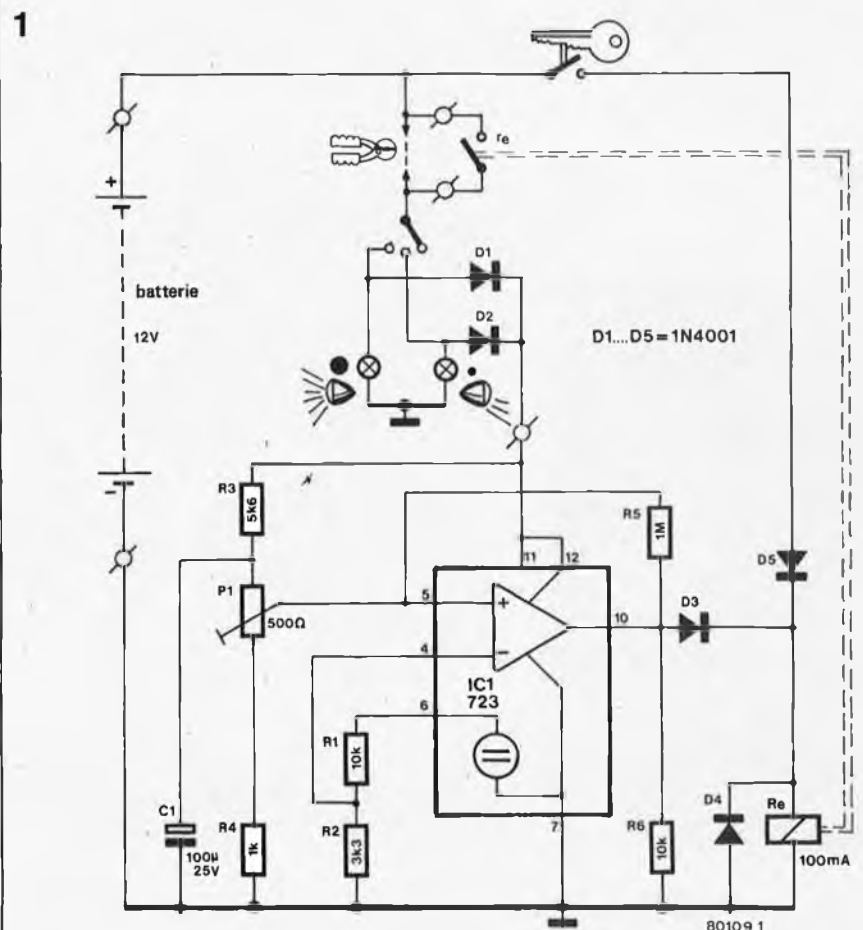 1
re
+
batterie
12V
-
D1
D2
D1....D5=1N4001
R3
5k6
R5
1M
11
12
D5
P1
500Ω
5
+
10
D3
4
-
IC1
723
6
R1
10k
C1
100µ
25V
R4
1k
R2
3k3
7
R6
10k
D4
Re
100mA
80109 1